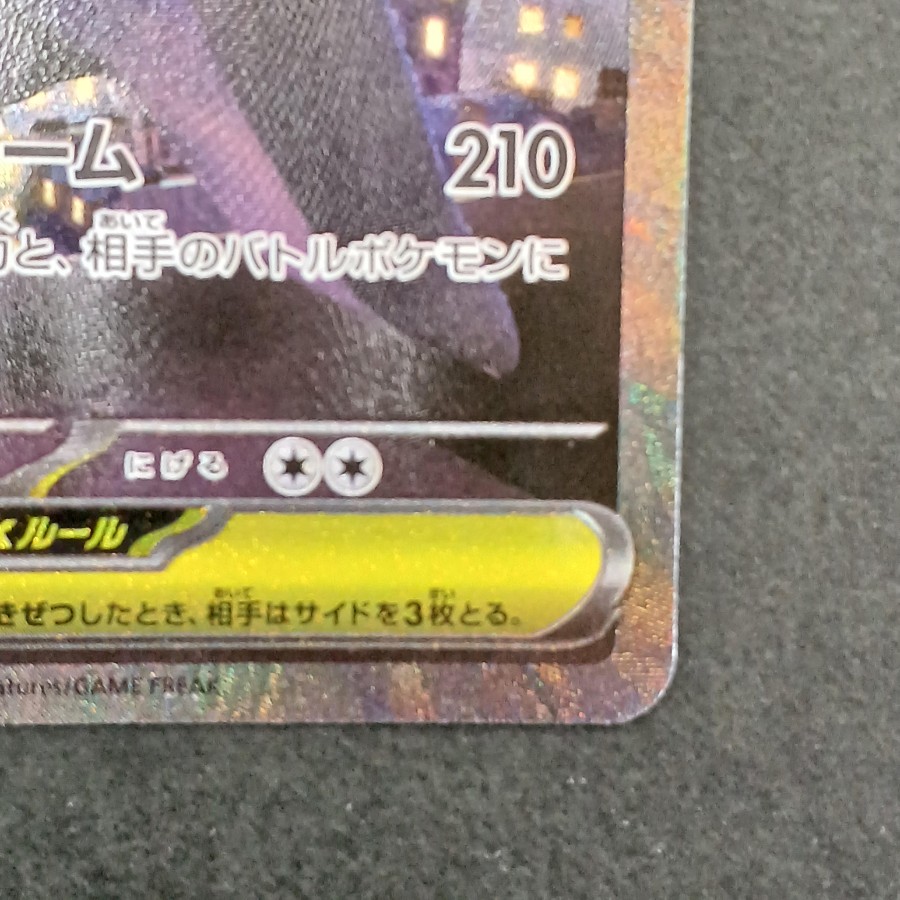 ーム 210
と、相手のバトルポケモンに
にげる
くルール
きぜつしたとき、相手はサイドを3枚とる。
atures/GAME FREAK